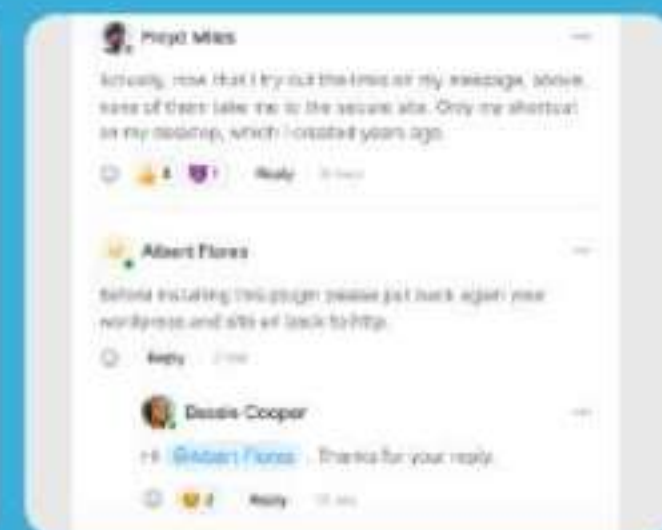 Floyd Miles
Actually, now that I try out the links on my message, above,
none of them take me to the secure site. Only my shortcut
on my desktop, which I created years ago.
Reply
Albert Flores
Before installing this plugin please put back again your
wordpress and site url back to http.
Reply
Bessie Cooper
Hi @Albert Flores . Thanks for your reply.
2 Reply